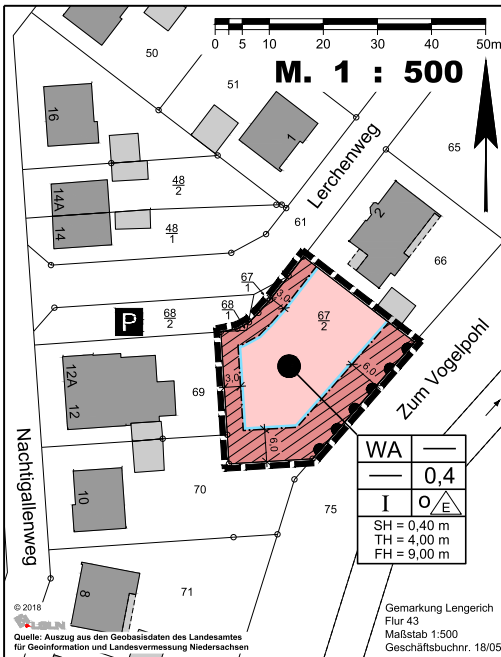 0 5 10 20 30 40 50m
M. 1 : 500
50
51
65
16
1
Lerchenweg
48
2
14A
14
48
1
61
2
66
67
1
68
1
68
2
P
67
2
3,0
3,0
6,0
6,0
12A
12
69
Zum Vogelpohl
Nachtigallenweg
10
70
75
8
71
WA —
— 0,4
I o E
SH = 0,40 m
TH = 4,00 m
FH = 9,00 m
© 2018
LGLN
Quelle: Auszug aus den Geobasisdaten des Landesamtes
für Geoinformation und Landesvermessung Niedersachsen
Gemarkung Lengerich
Flur 43
Maßstab 1:500
Geschäftsbuchnr. 18/05